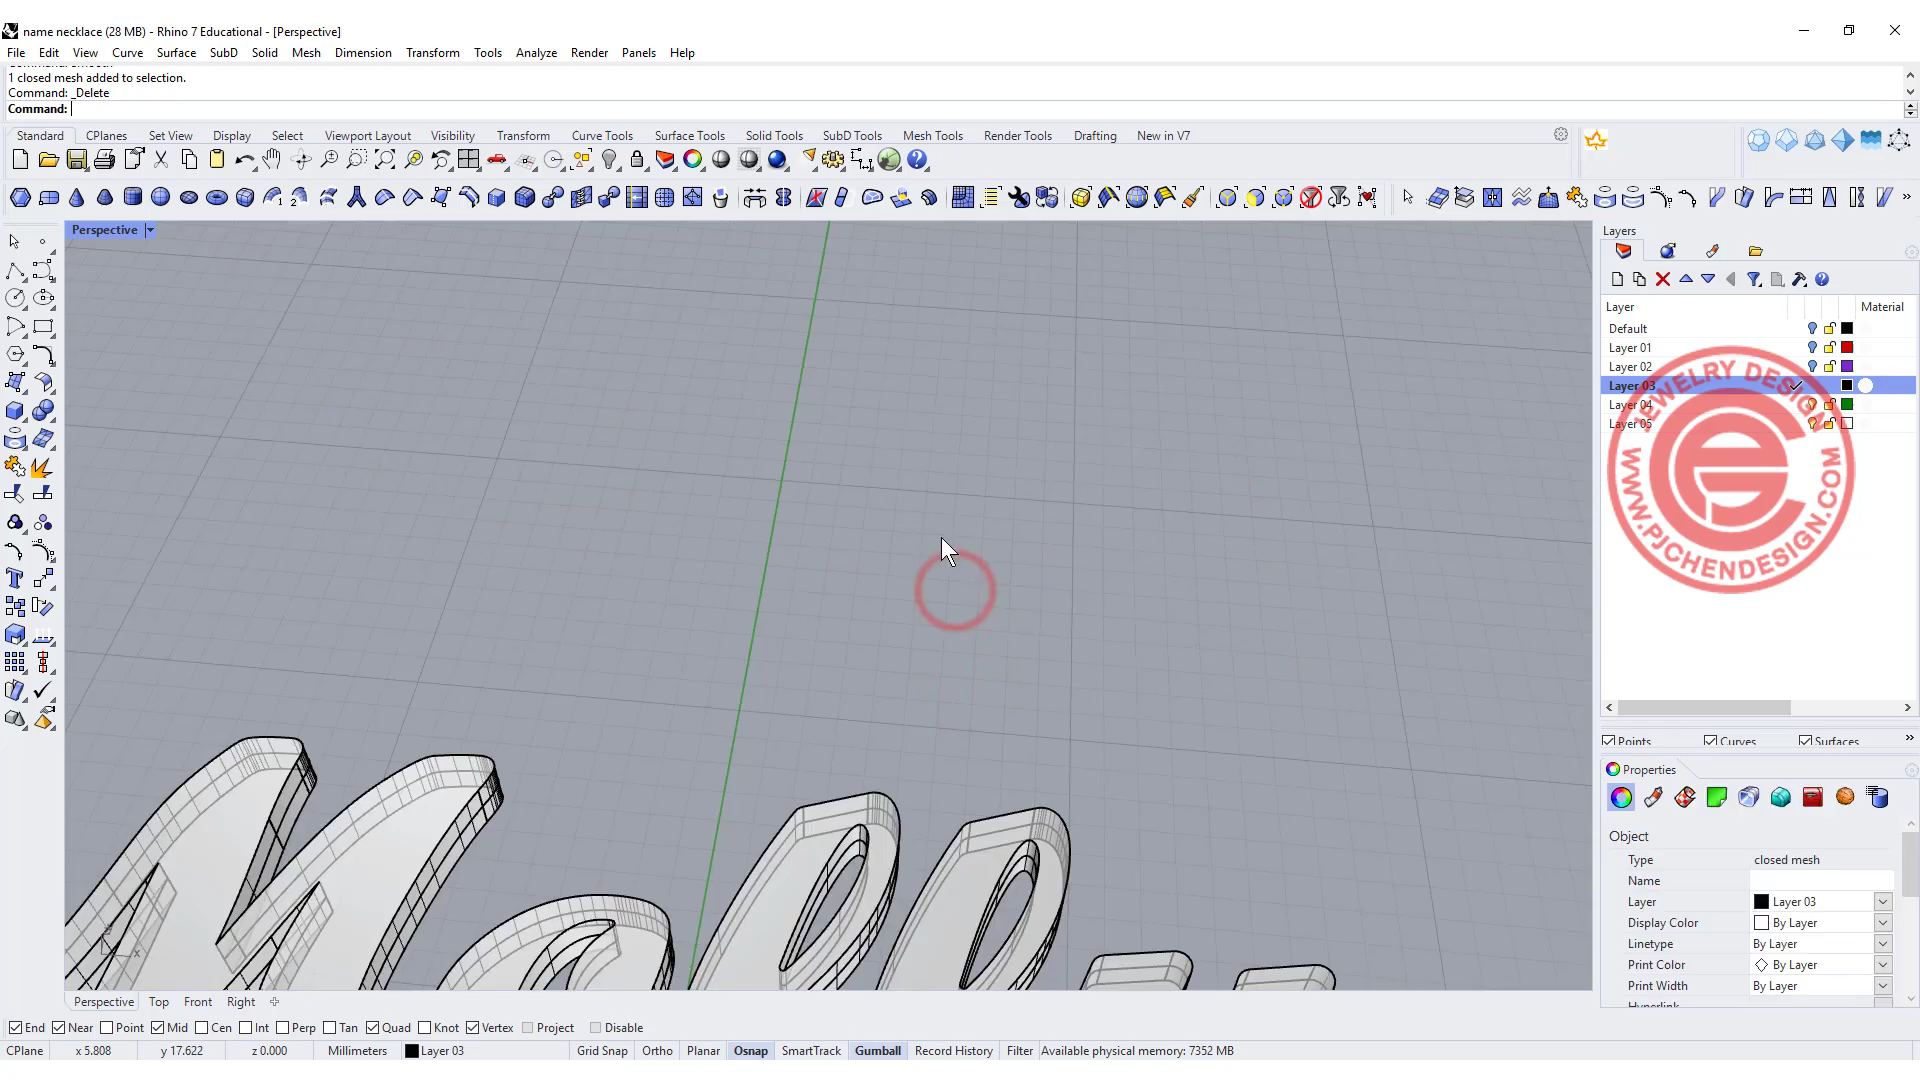 name necklace (28 MB) - Rhino 7 Educational - [Perspective]
File Edit View Curve Surface SubD Solid Mesh Dimension Transform Tools Analyze Render Panels Help
1 closed mesh added to selection.
Command: _Delete
Command:
Standard CPlanes Set View Display Select Viewport Layout Visibility Transform Curve Tools Surface Tools Solid Tools SubD Tools Mesh Tools Render Tools Drafting New in V7
Perspective
Layers
Layer Material
Default
Layer 01
Layer 02
Layer 03
Layer 04
Layer 05
JEWELRY DESIGN
WWW.PJCHENDESIGN.COM
Points Curves Surfaces
Properties
Object
Type closed mesh
Name
Layer Layer 03
Display Color By Layer
Linetype By Layer
Print Color By Layer
Print Width By Layer
Hyperlink
x
Perspective Top Front Right
End Near Point Mid Cen Int Perp Tan Quad Knot Vertex Project Disable
CPlane x 5.808 y 17.622 z 0.000 Millimeters Layer 03 Grid Snap Ortho Planar Osnap SmartTrack Gumball Record History Filter Available physical memory: 7352 MB